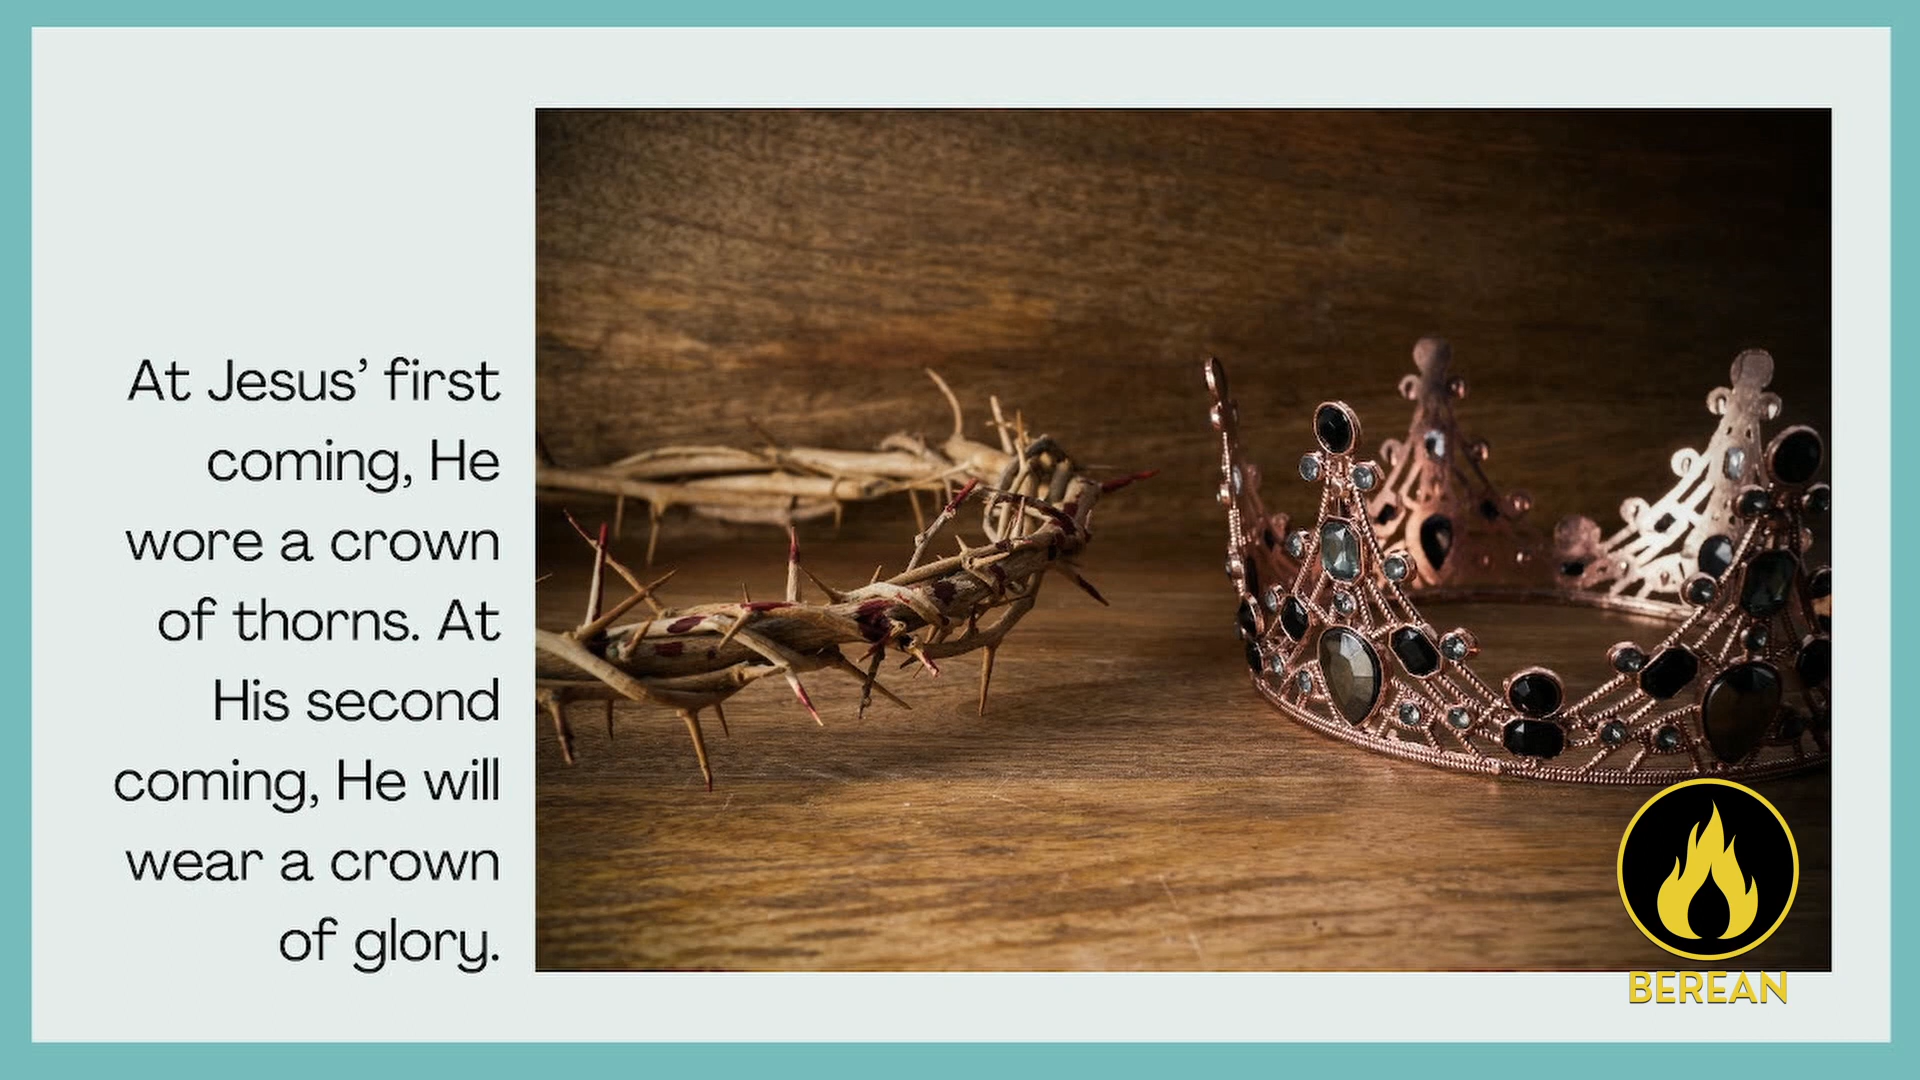 At Jesus’ first
coming, He
wore a crown
of thorns. At
His second
coming, He will
wear a crown
of glory.
BEREAN